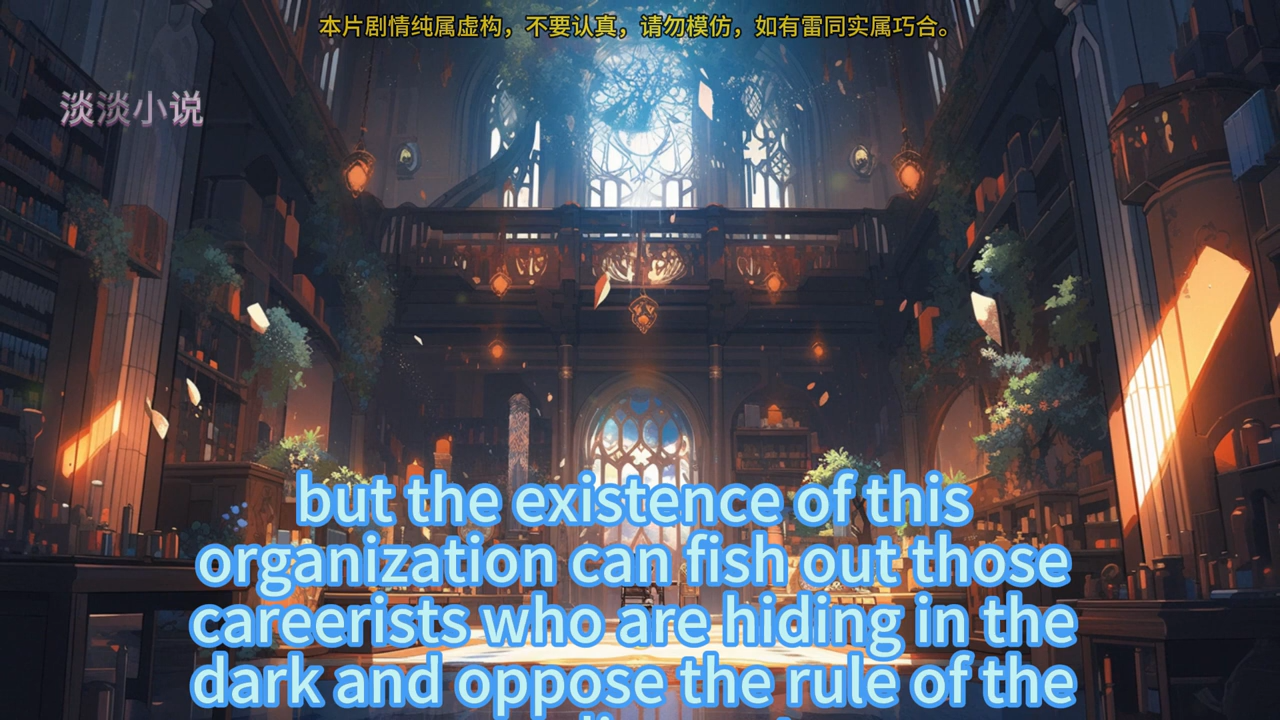 本片剧情纯属虚构，不要认真，请勿模仿，如有雷同实属巧合。
淡淡小说
but the existence of this
organization can fish out those
careerists who are hiding in the
dark and oppose the rule of the